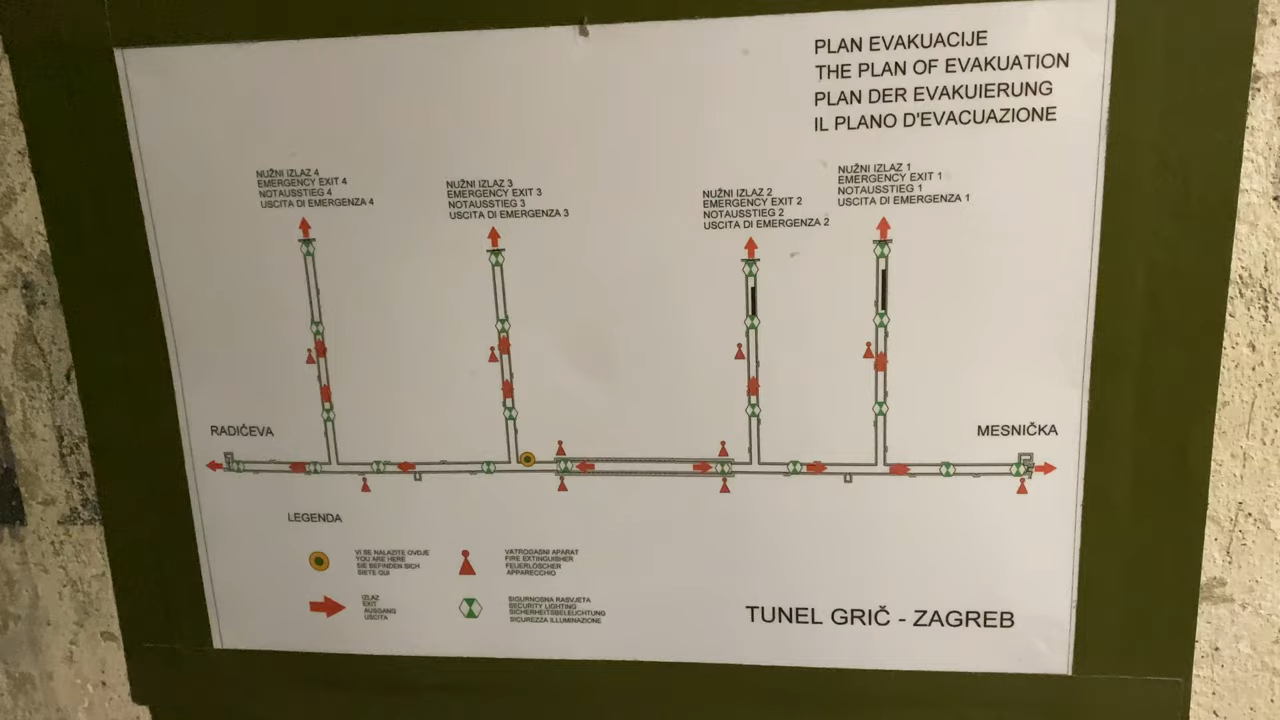 PLAN EVAKUACIJE
THE PLAN OF EVAKUATION
PLAN DER EVAKUIERUNG
IL PLANO D'EVACUAZIONE
NUŽNI IZLAZ 4
EMERGENCY EXIT 4
NOTAUSSTIEG 4
USCITA DI EMERGENZA 4
NUŽNI IZLAZ 3
EMERGENCY EXIT 3
NOTAUSSTIEG 3
USCITA DI EMERGENZA 3
NUŽNI IZLAZ 2
EMERGENCY EXIT 2
NOTAUSSTIEG 2
USCITA DI EMERGENZA 2
NUŽNI IZLAZ 1
EMERGENCY EXIT 1
NOTAUSSTIEG 1
USCITA DI EMERGENZA 1
RADIĆEVA
MESNIČKA
LEGENDA
VI SE NALAZITE OVDJE
YOU ARE HERE
SIE BEFINDEN SICH
SIETE QUI
VATROGASNI APARAT
FIRE EXTINGUISHER
FEUERLÖSCHER
APPARECCHIO
IZLAZ
EXIT
AUSGANG
USCITA
SIGURNOSNA RASVJETA
SECURITY LIGHTING
SICHERHEITSBELEUCHTUNG
SICUREZZA ILLUMINAZIONE
TUNEL GRIČ - ZAGREB